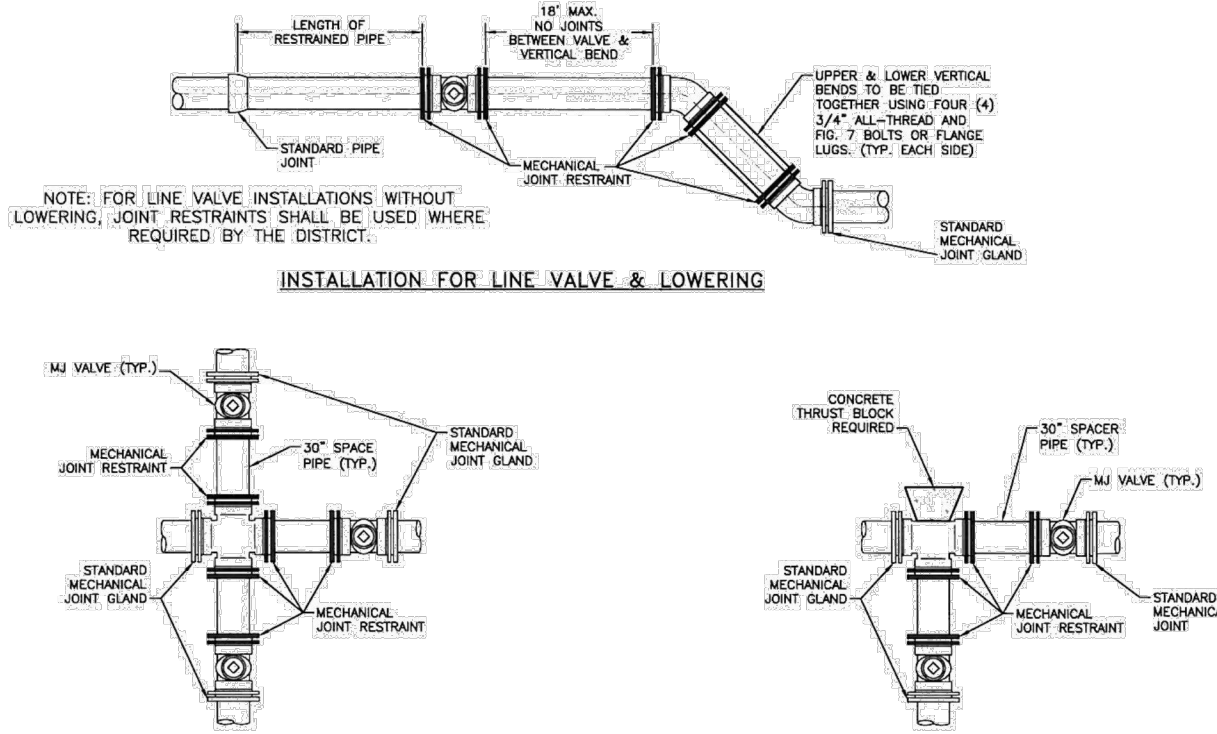 LENGTH OF
RESTRAINED PIPE
18' MAX.
NO JOINTS
BETWEEN VALVE &
VERTICAL BEND
UPPER & LOWER VERTICAL
BENDS TO BE TIED
TOGETHER USING FOUR (4)
3/4" ALL-THREAD AND
FIG. 7 BOLTS OR FLANGE
LUGS. (TYP. EACH SIDE)
STANDARD PIPE
JOINT
MECHANICAL
JOINT RESTRAINT
NOTE: FOR LINE VALVE INSTALLATIONS WITHOUT
LOWERING, JOINT RESTRAINTS SHALL BE USED WHERE
REQUIRED BY THE DISTRICT.
STANDARD
MECHANICAL
JOINT GLAND
INSTALLATION FOR LINE VALVE & LOWERING
MJ VALVE (TYP.)
MECHANICAL
JOINT RESTRAINT
30" SPACE
PIPE (TYP.)
STANDARD
MECHANICAL
JOINT GLAND
STANDARD
MECHANICAL
JOINT GLAND
MECHANICAL
JOINT RESTRAINT
CONCRETE
THRUST BLOCK
REQUIRED
30" SPACER
PIPE (TYP.)
MJ VALVE (TYP.)
STANDARD
MECHANICAL
JOINT GLAND
MECHANICAL
JOINT RESTRAINT
STANDARD
MECHANICA
JOINT